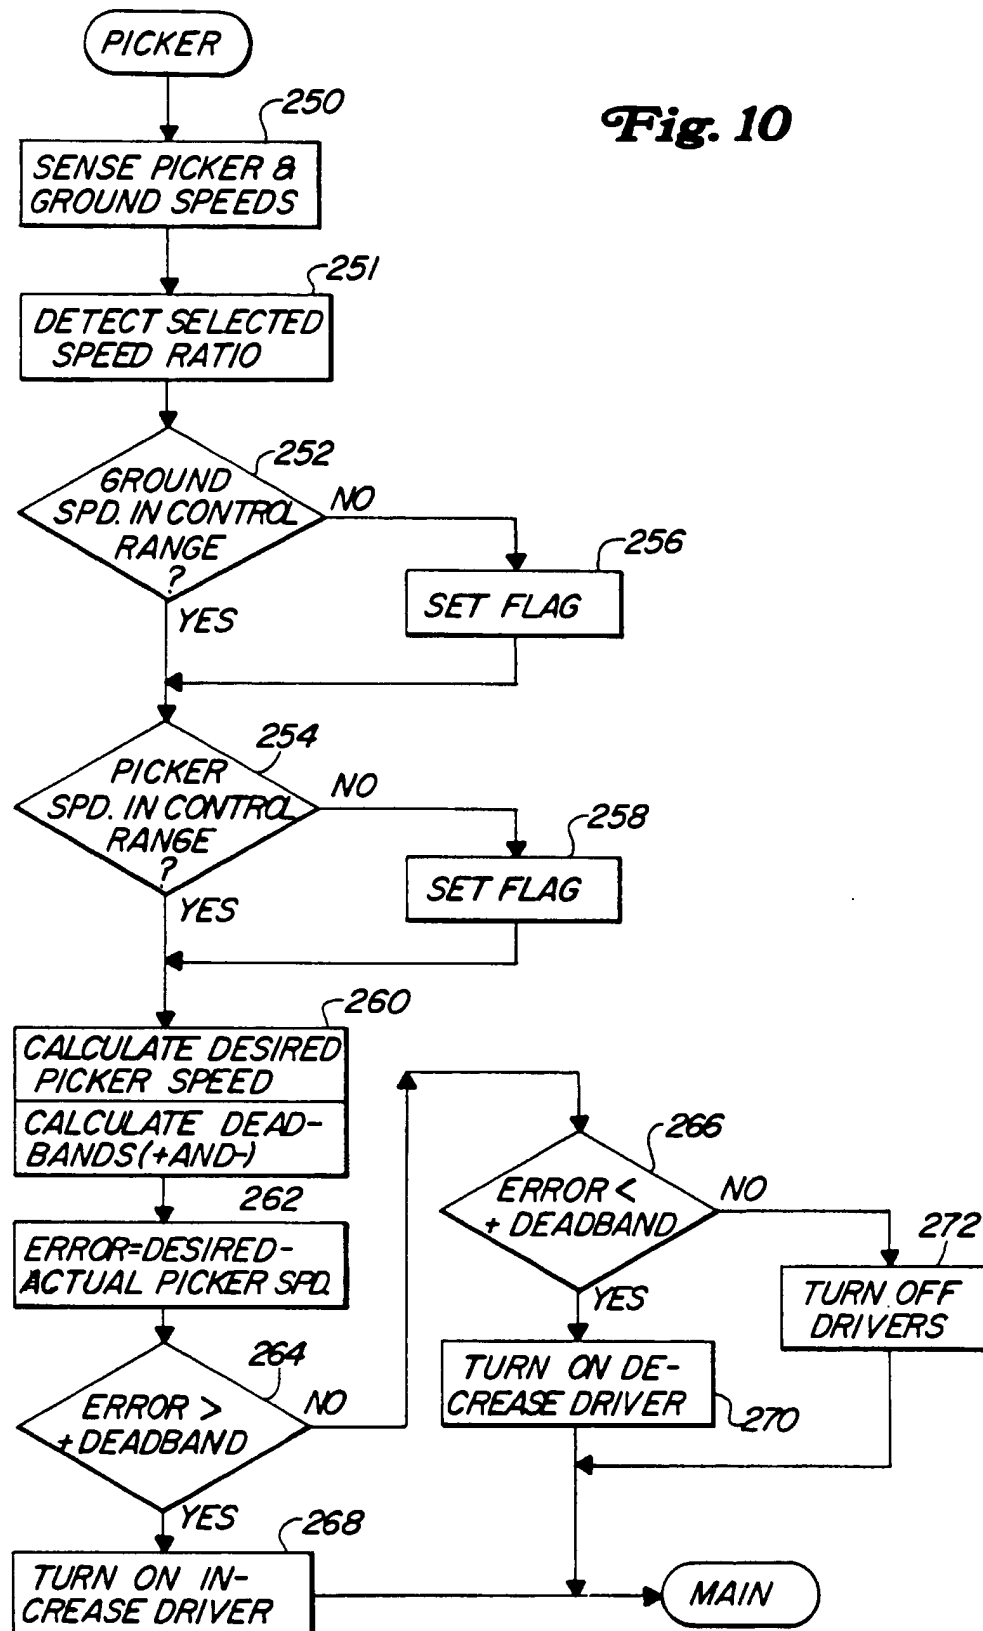 PICKER
Fig. 10
250
SENSE PICKER &
GROUND SPEEDS
251
DETECT SELECTED
SPEED RATIO
252
GROUND
SPD. IN CONTROL
RANGE
?
NO
YES
256
SET FLAG
254
PICKER
SPD. IN CONTROL
RANGE
?
NO
YES
258
SET FLAG
260
CALCULATE DESIRED
PICKER SPEED
CALCULATE DEAD-
BANDS(+AND-)
262
ERROR=DESIRED-
ACTUAL PICKER SPD.
264
ERROR >
+ DEADBAND
NO
YES
266
ERROR <
+ DEADBAND
NO
YES
272
TURN OFF
DRIVERS
TURN ON DE-
CREASE DRIVER
270
268
TURN ON IN-
CREASE DRIVER
MAIN